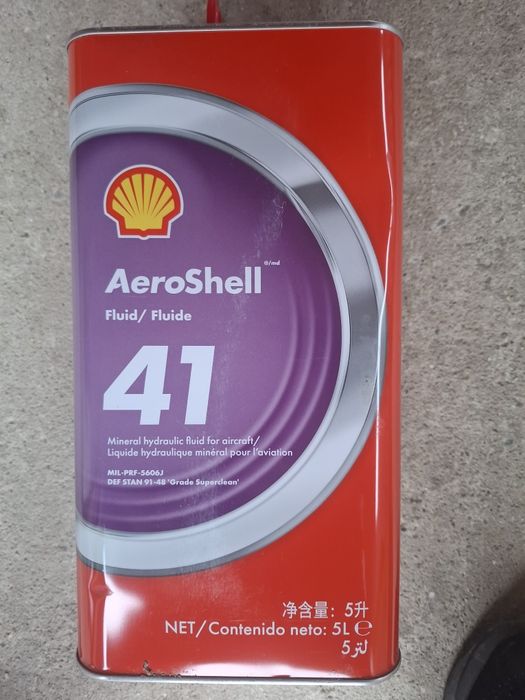 ®/md
AeroShell
Fluid/ Fluide
41
Mineral hydraulic fluid for aircraft/
Liquide hydraulique minéral pour l'aviation
MIL-PRF-5606J
DEF STAN 91-48 'Grade Superclean'
净含量：5升
NET/Contenido neto: 5L ℮
5 لتر